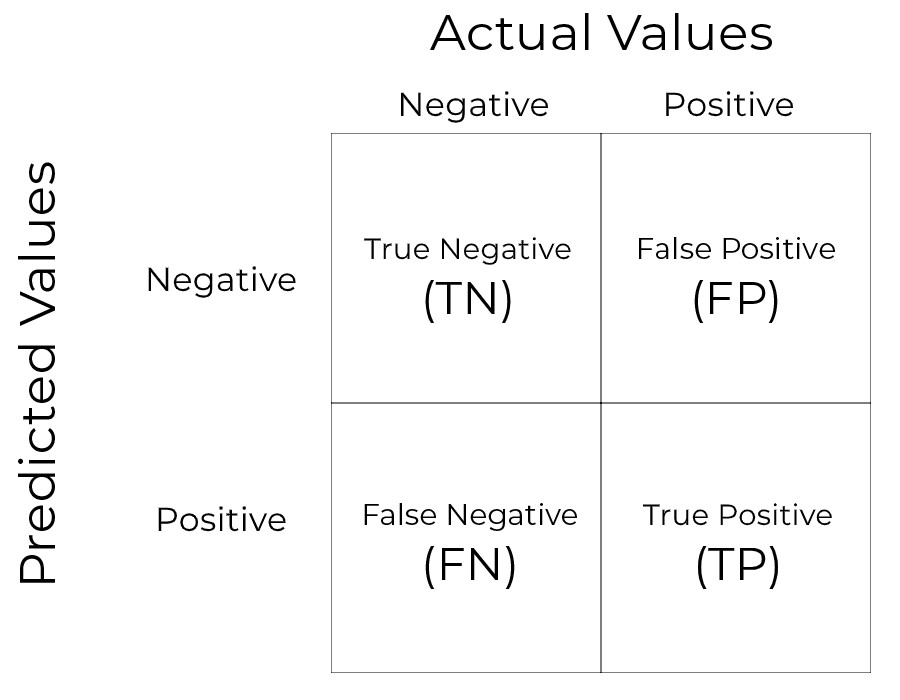 Actual Values
Negative Positive
Predicted Values
Negative
True Negative
(TN)
False Positive
(FP)
Positive
False Negative
(FN)
True Positive
(TP)